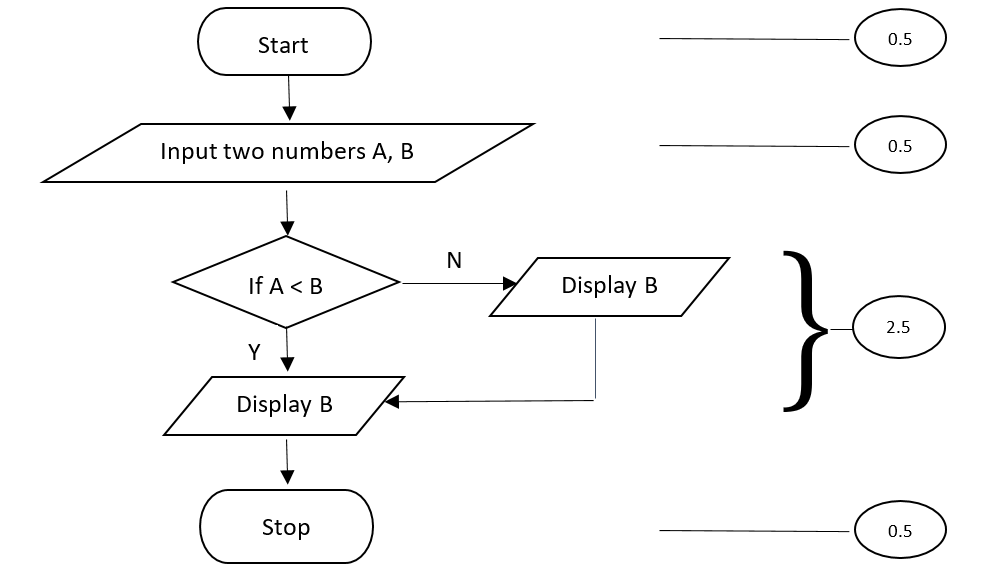 Start
0.5
Input two numbers A, B
0.5
If A < B
N
Display B
2.5
Y
Display B
Stop
0.5